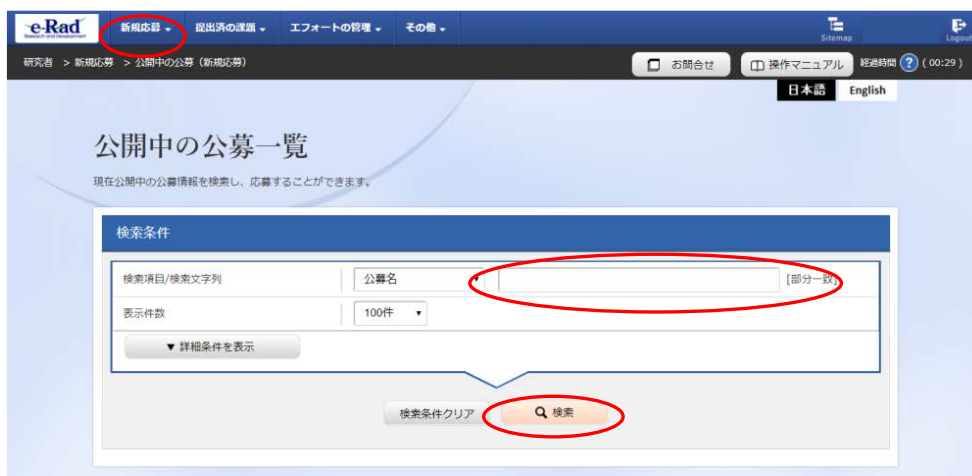 e-Rad 新規応募 提出済の課題 エフォートの管理 その他 Sitemap Logout
研究者 > 新規応募 > 公開中の公募（新規応募） お問合せ 操作マニュアル 経過時間 ? ( 00:29 )
日本語 English
公開中の公募一覧
現在公開中の公募情報を検索し、応募することができます。
検索条件
検索項目/検索文字列 公募名 [部分一致]
表示件数 100件
▼ 詳細条件を表示
検索条件クリア 検索